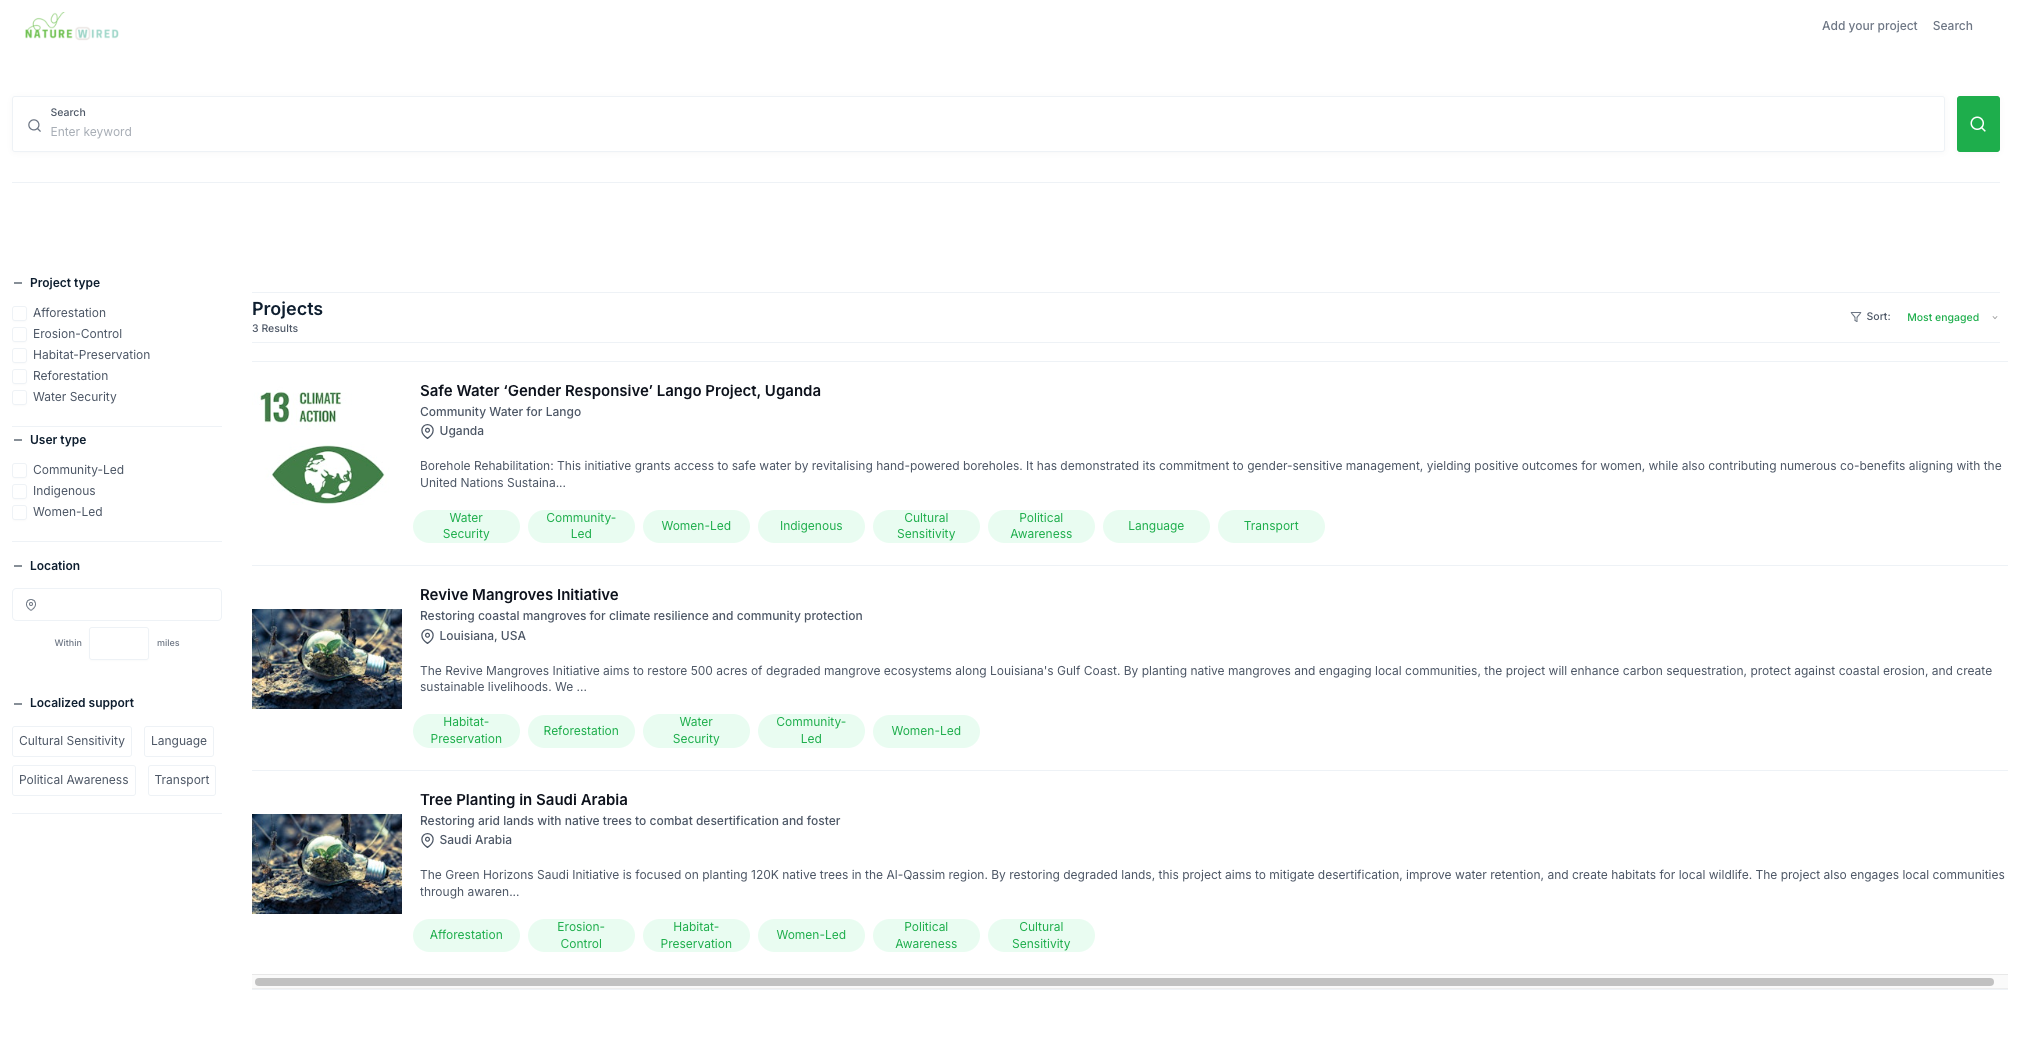 NATURE WIRED
Add your project
Search
Search
Enter keyword
Project type
Afforestation
Erosion-Control
Habitat-Preservation
Reforestation
Water Security
User type
Community-Led
Indigenous
Women-Led
Location
Within
miles
Localized support
Cultural Sensitivity
Language
Political Awareness
Transport
Projects
3 Results
Sort:
Most engaged
13 CLIMATE
ACTION
Safe Water ‘Gender Responsive’ Lango Project, Uganda
Community Water for Lango
Uganda
Borehole Rehabilitation: This initiative grants access to safe water by revitalising hand-powered boreholes. It has demonstrated its commitment to gender-sensitive management, yielding positive outcomes for women, while also contributing numerous co-benefits aligning with the
United Nations Sustaina...
Water
Security
Community-
Led
Women-Led
Indigenous
Cultural
Sensitivity
Political
Awareness
Language
Transport
Revive Mangroves Initiative
Restoring coastal mangroves for climate resilience and community protection
Louisiana, USA
The Revive Mangroves Initiative aims to restore 500 acres of degraded mangrove ecosystems along Louisiana's Gulf Coast. By planting native mangroves and engaging local communities, the project will enhance carbon sequestration, protect against coastal erosion, and create
sustainable livelihoods. We ...
Habitat-
Preservation
Reforestation
Water
Security
Community-
Led
Women-Led
Tree Planting in Saudi Arabia
Restoring arid lands with native trees to combat desertification and foster
Saudi Arabia
The Green Horizons Saudi Initiative is focused on planting 120K native trees in the Al-Qassim region. By restoring degraded lands, this project aims to mitigate desertification, improve water retention, and create habitats for local wildlife. The project also engages local communities
through awaren...
Afforestation
Erosion-
Control
Habitat-
Preservation
Women-Led
Political
Awareness
Cultural
Sensitivity